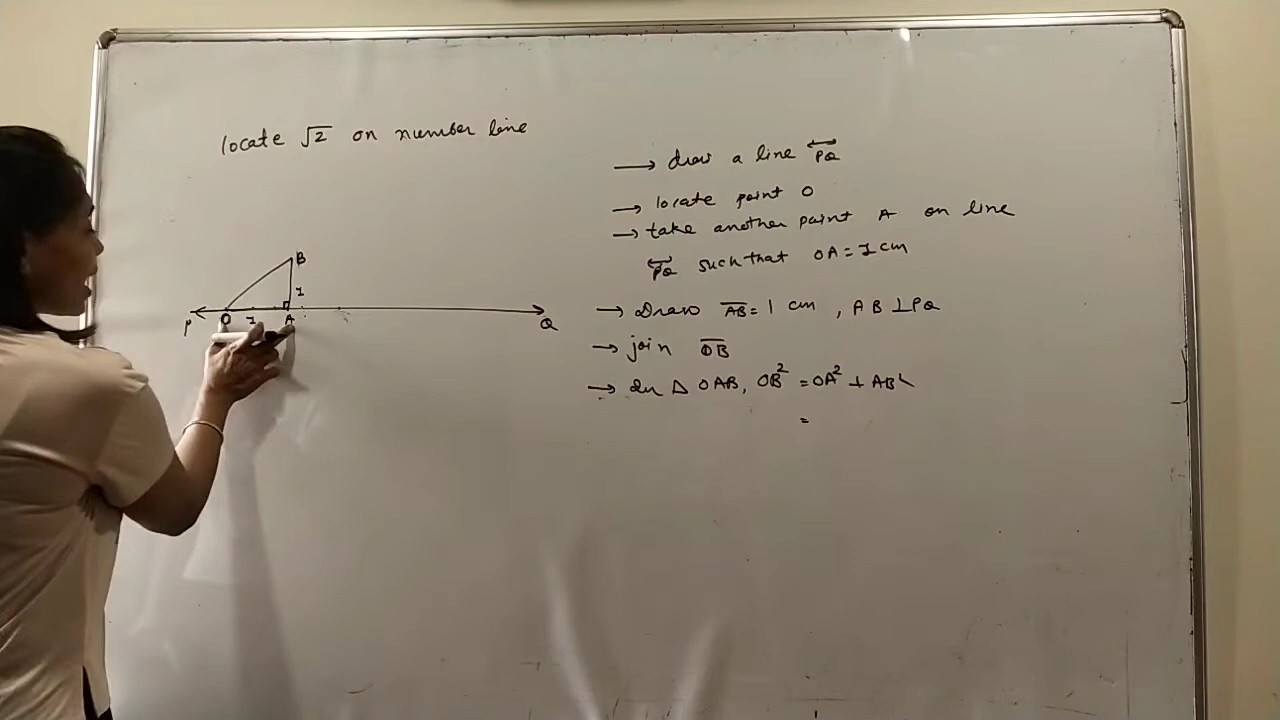 locate √2 on number line
→ draw a line PQ
→ locate point O
→ take another point A on line
PQ such that OA = 1 cm
→ Draw AB = 1 cm , AB ⊥ PQ
→ join OB
→ In △ OAB, OB² = OA² + AB²
=
B
1
P O 1 A Q